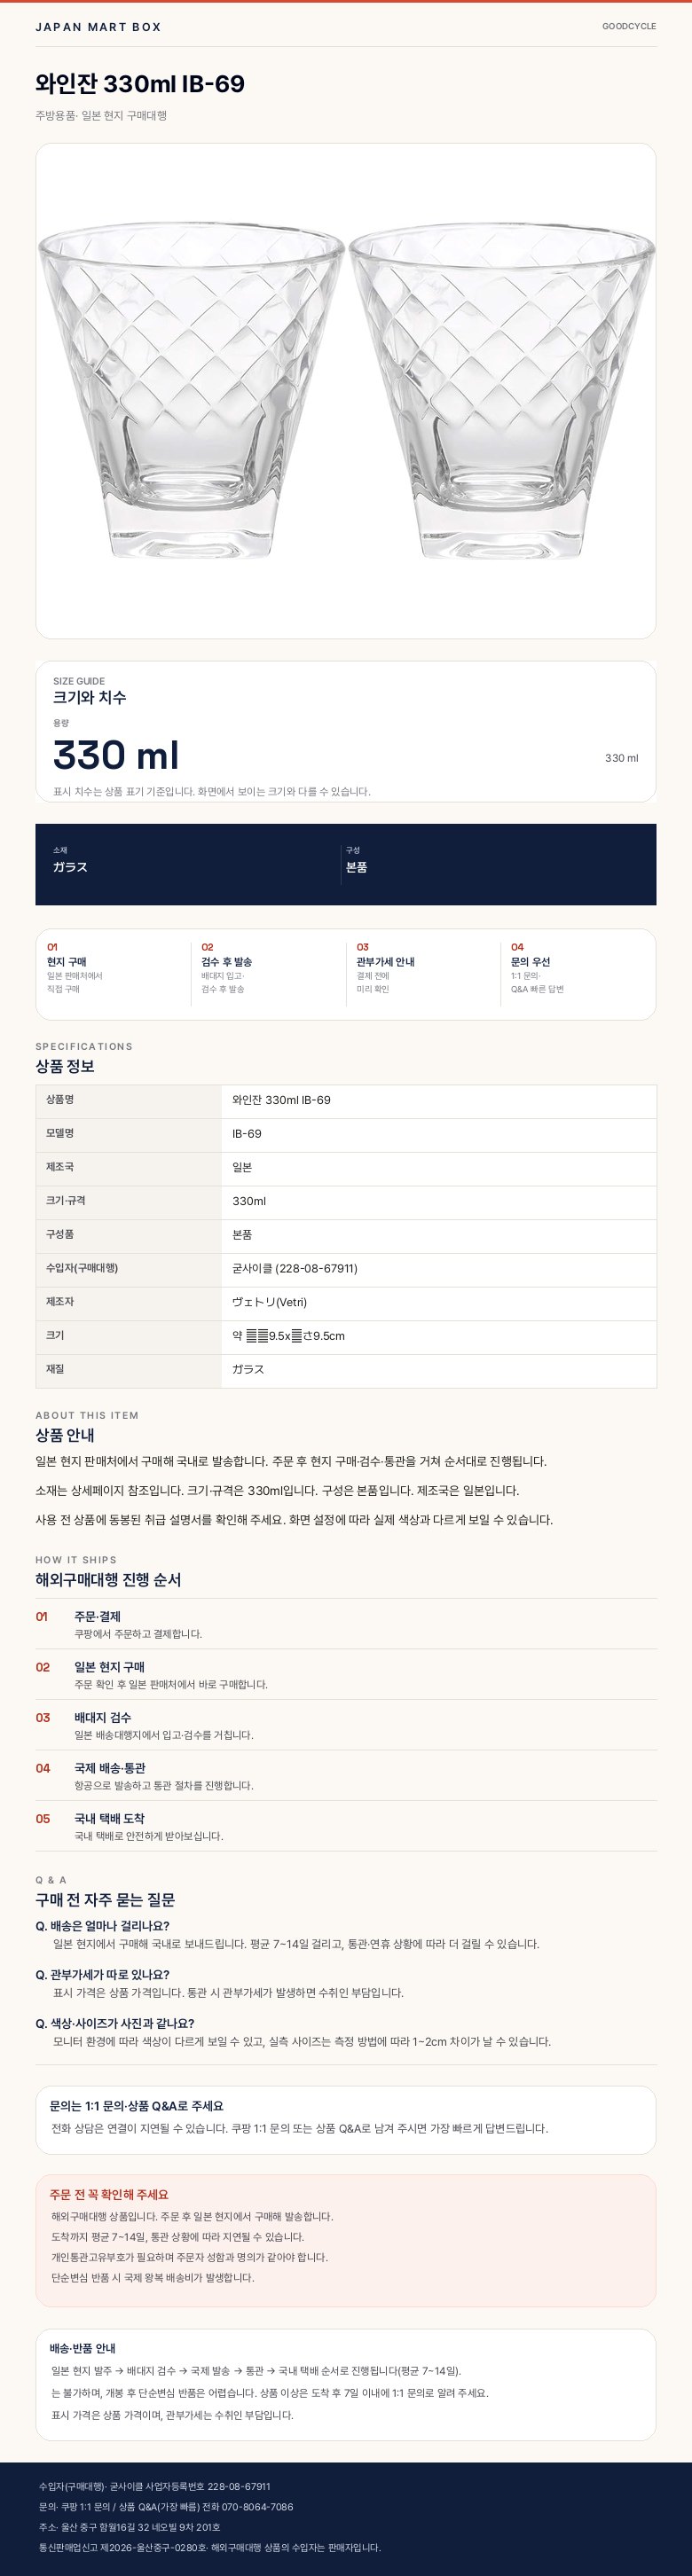 JAPAN MART BOX
GOODCYCLE
와인잔 330ml IB-69
주방용품· 일본 현지 구매대행
SIZE GUIDE
크기와 치수
용량
330 ml
330 ml
표시 치수는 상품 표기 기준입니다. 화면에서 보이는 크기와 다를 수 있습니다.
소재
ガラス
구성
본품
01
현지 구매
일본 판매처에서
직접 구매
02
검수 후 발송
배대지 입고·
검수 후 발송
03
관부가세 안내
결제 전에
미리 확인
04
문의 우선
1:1 문의·
Q&A 빠른 답변
SPECIFICATIONS
상품 정보
상품명 와인잔 330ml IB-69
모델명 IB-69
제조국 일본
크기·규격 330ml
구성품 본품
수입자(구매대행) 굳사이클 (228-08-67911)
제조자 ヴェトリ(Vetri)
크기 약 9.5x さ9.5cm
재질 ガラス
ABOUT THIS ITEM
상품 안내
일본 현지 판매처에서 구매해 국내로 발송합니다. 주문 후 현지 구매·검수·통관을 거쳐 순서대로 진행됩니다.
소재는 상세페이지 참조입니다. 크기·규격은 330ml입니다. 구성은 본품입니다. 제조국은 일본입니다.
사용 전 상품에 동봉된 취급 설명서를 확인해 주세요. 화면 설정에 따라 실제 색상과 다르게 보일 수 있습니다.
HOW IT SHIPS
해외구매대행 진행 순서
01 주문·결제
쿠팡에서 주문하고 결제합니다.
02 일본 현지 구매
주문 확인 후 일본 판매처에서 바로 구매합니다.
03 배대지 검수
일본 배송대행지에서 입고·검수를 거칩니다.
04 국제 배송·통관
항공으로 발송하고 통관 절차를 진행합니다.
05 국내 택배 도착
국내 택배로 안전하게 받아보십니다.
Q & A
구매 전 자주 묻는 질문
Q. 배송은 얼마나 걸리나요?
일본 현지에서 구매해 국내로 보내드립니다. 평균 7~14일 걸리고, 통관·연휴 상황에 따라 더 걸릴 수 있습니다.
Q. 관부가세가 따로 있나요?
표시 가격은 상품 가격입니다. 통관 시 관부가세가 발생하면 수취인 부담입니다.
Q. 색상·사이즈가 사진과 같나요?
모니터 환경에 따라 색상이 다르게 보일 수 있고, 실측 사이즈는 측정 방법에 따라 1~2cm 차이가 날 수 있습니다.
문의는 1:1 문의·상품 Q&A로 주세요
전화 상담은 연결이 지연될 수 있습니다. 쿠팡 1:1 문의 또는 상품 Q&A로 남겨 주시면 가장 빠르게 답변드립니다.
주문 전 꼭 확인해 주세요
해외구매대행 상품입니다. 주문 후 일본 현지에서 구매해 발송합니다.
도착까지 평균 7~14일, 통관 상황에 따라 지연될 수 있습니다.
개인통관고유부호가 필요하며 주문자 성함과 명의가 같아야 합니다.
단순변심 반품 시 국제 왕복 배송비가 발생합니다.
배송·반품 안내
일본 현지 발주 → 배대지 검수 → 국제 발송 → 통관 → 국내 택배 순서로 진행됩니다(평균 7~14일).
는 불가하며, 개봉 후 단순변심 반품은 어렵습니다. 상품 이상은 도착 후 7일 이내에 1:1 문의로 알려 주세요.
표시 가격은 상품 가격이며, 관부가세는 수취인 부담입니다.
수입자(구매대행)· 굳사이클 사업자등록번호 228-08-67911
문의· 쿠팡 1:1 문의 / 상품 Q&A(가장 빠름) 전화 070-8064-7086
주소· 울산 중구 함월16길 32 네오빌 9차 201호
통신판매업신고 제2026-울산중구-0280호· 해외구매대행 상품의 수입자는 판매자입니다.